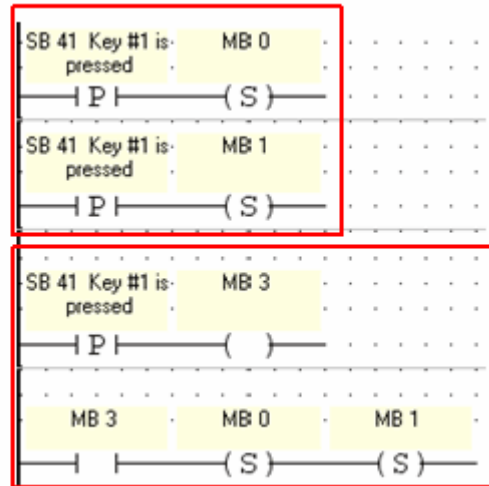 SB 41 Key #1 is MB 0
pressed
P S
SB 41 Key #1 is MB 1
pressed
P S
SB 41 Key #1 is MB 3
pressed
P
MB 3 MB 0 MB 1
S S